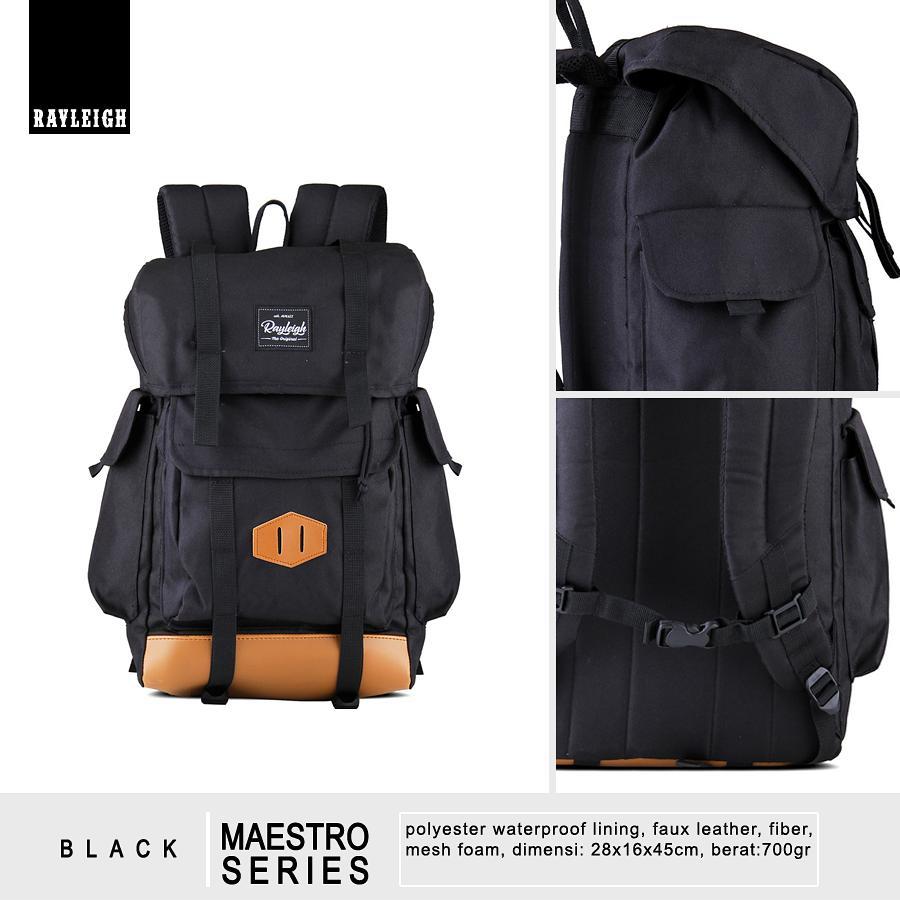 RAYLEIGH
Rayleigh
The Original
BLACK
MAESTRO
SERIES
polyester waterproof lining, faux leather, fiber,
mesh foam, dimensi: 28x16x45cm, berat:700gr